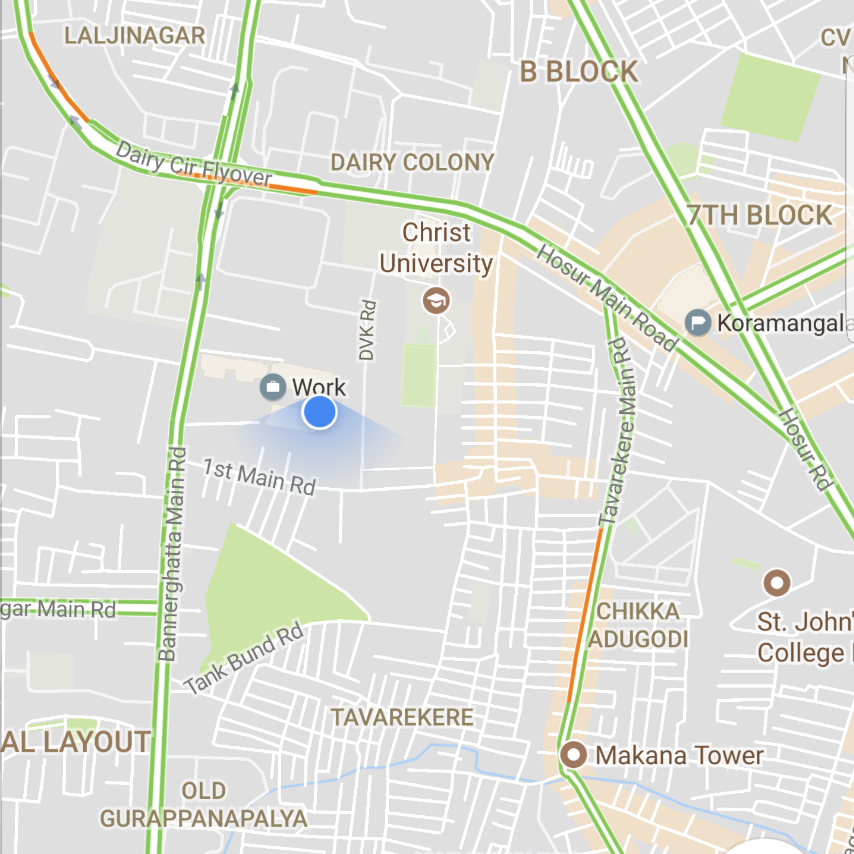 LALJINAGAR
CV
B BLOCK
Dairy Cir Flyover
DAIRY COLONY
7TH BLOCK
Christ
University
Hosur Main Road
Koramangala
DVK Rd
Work
Tavarekere Main Rd
Hosur Rd
1st Main Rd
Bannerghatta Main Rd
gar Main Rd
CHIKKA
ADUGODI
St. John'
College
Tank Bund Rd
TAVAREKERE
AL LAYOUT
Makana Tower
OLD
GURAPPANAPALYA